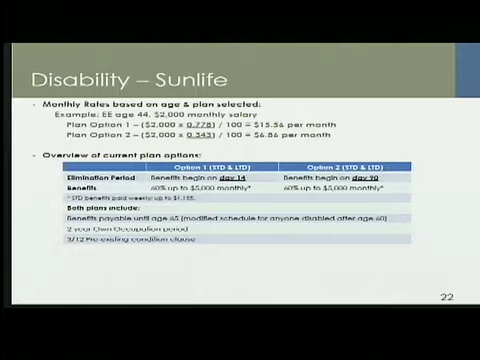 Disability – Sunlife
Monthly Rates based on age & plan selected:
Example: EE age 44, $2,000 monthly salary
Plan Option 1 – ($2,000 x 0.778) / 100 = $15.56 per month
Plan Option 2 – ($2,000 x 0.343) / 100 = $6.86 per month
Overview of current plan options:
Option 1 (STD & LTD) Option 2 (STD & LTD)
Elimination Period Benefits begin on day 14 Benefits begin on day 90
Benefits 60% up to $5,000 monthly* 60% up to $5,000 monthly*
* STD benefits paid weekly: up to $1,155.
Both plans include:
Benefits payable until age 65 (modified schedule for anyone disabled after age 60)
2 year Own Occupation period
3/12 Pre-existing condition clause
22